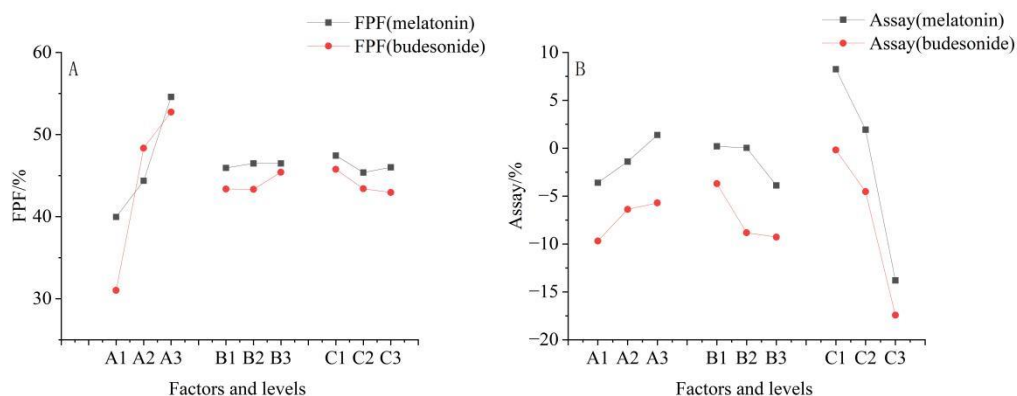 FPF(melatonin)
FPF(budesonide)
A
60
50
40
30
FPF/%
A1 A2 A3 B1 B2 B3 C1 C2 C3
Factors and levels
Assay(melatonin)
Assay(budesonide)
B
10
5
0
−5
−10
−15
−20
Assay/%
A1 A2 A3 B1 B2 B3 C1 C2 C3
Factors and levels